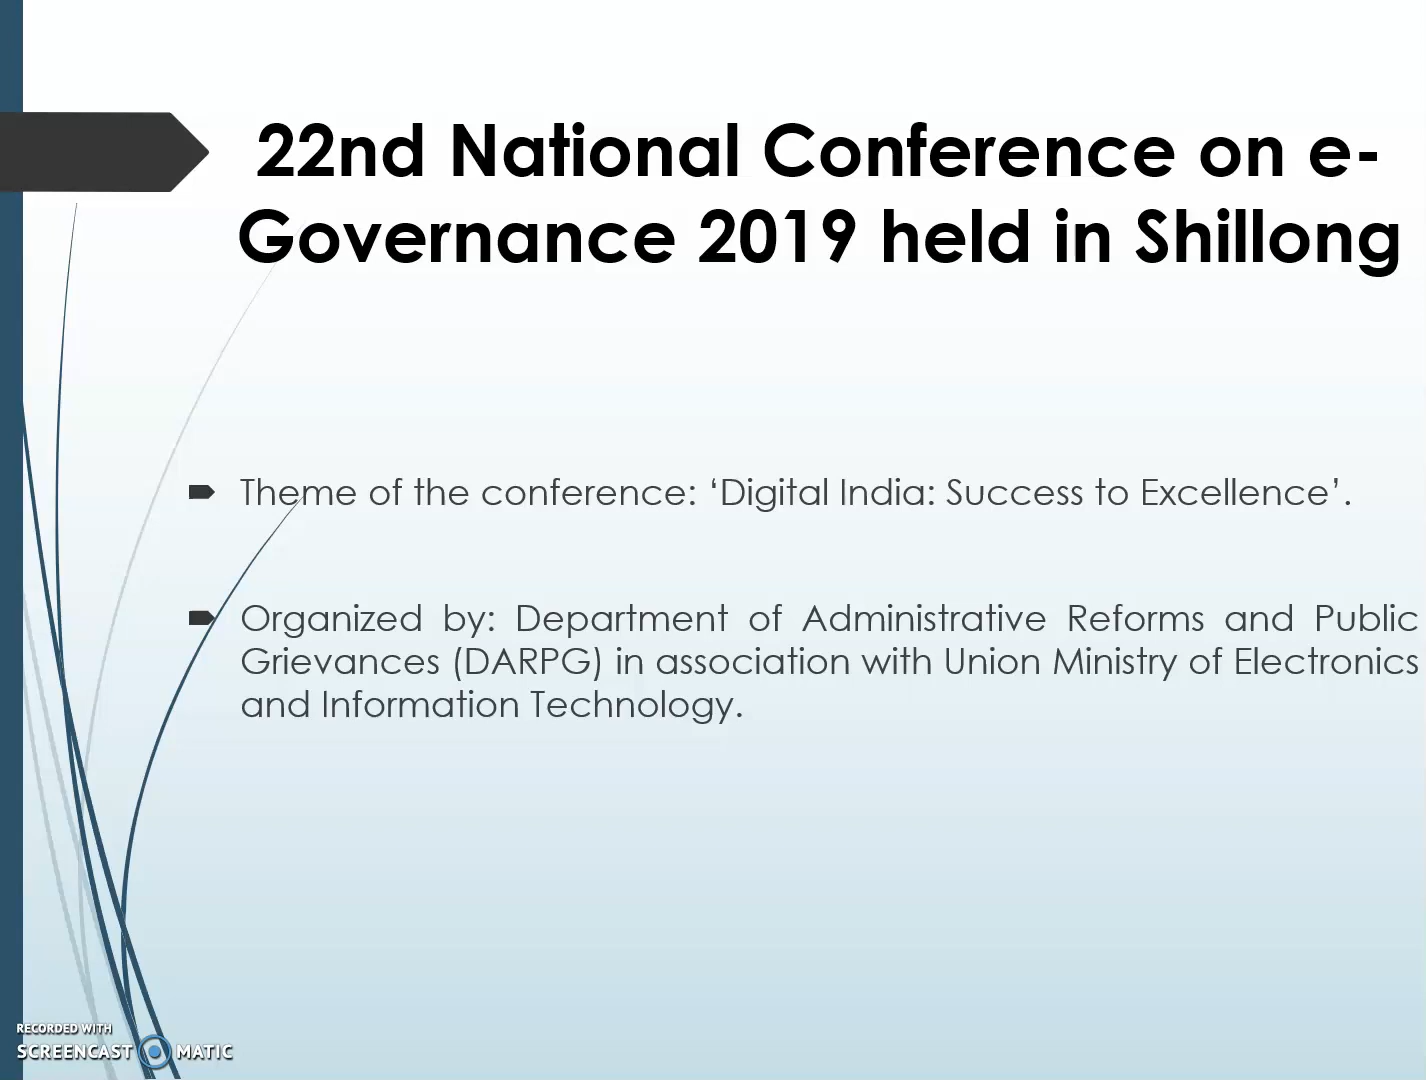 22nd National Conference on e-
Governance 2019 held in Shillong
Theme of the conference: ‘Digital India: Success to Excellence’.
Organized by: Department of Administrative Reforms and Public
Grievances (DARPG) in association with Union Ministry of Electronics
and Information Technology.
RECORDED WITH
SCREENCAST MATIC